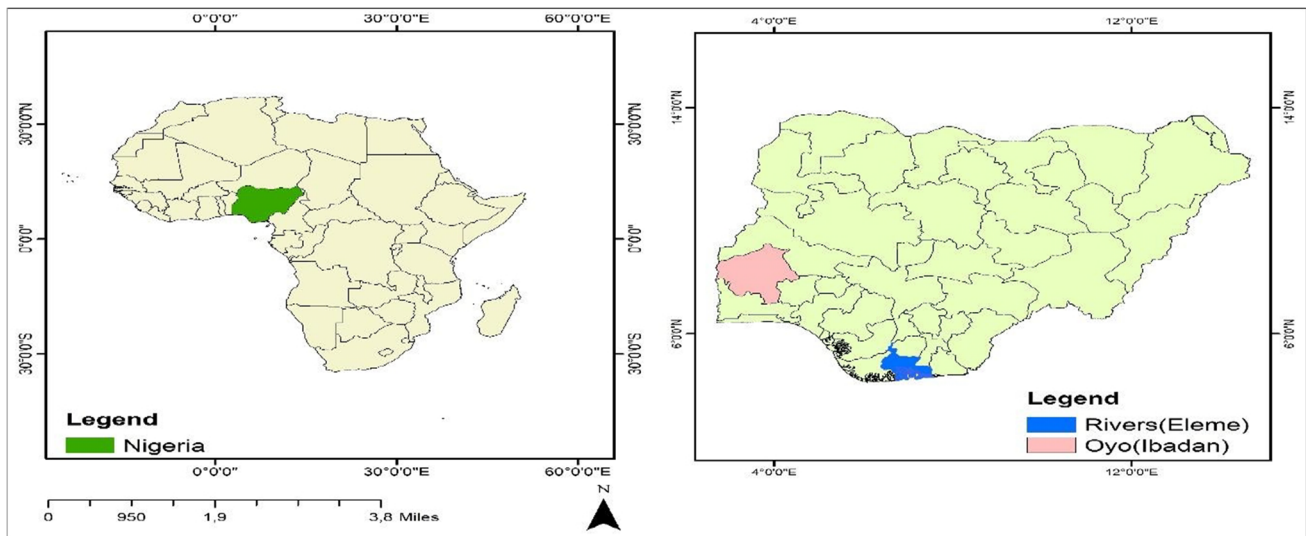 0°0'0" 30°0'0"E 60°0'0"E
30°0'0"N 30°0'0"N
0°0'0" 0°0'0"
30°0'0"S 30°0'0"S
Legend
Nigeria
0°0'0" 30°0'0"E 60°0'0"E
0 950 1,9 3,8 Miles
N
4°0'0"E 12°0'0"E
14°0'0"N 14°0'0"N
6°0'0"N 6°0'0"N
Legend
Rivers(Eleme)
Oyo(Ibadan)
4°0'0"E 12°0'0"E